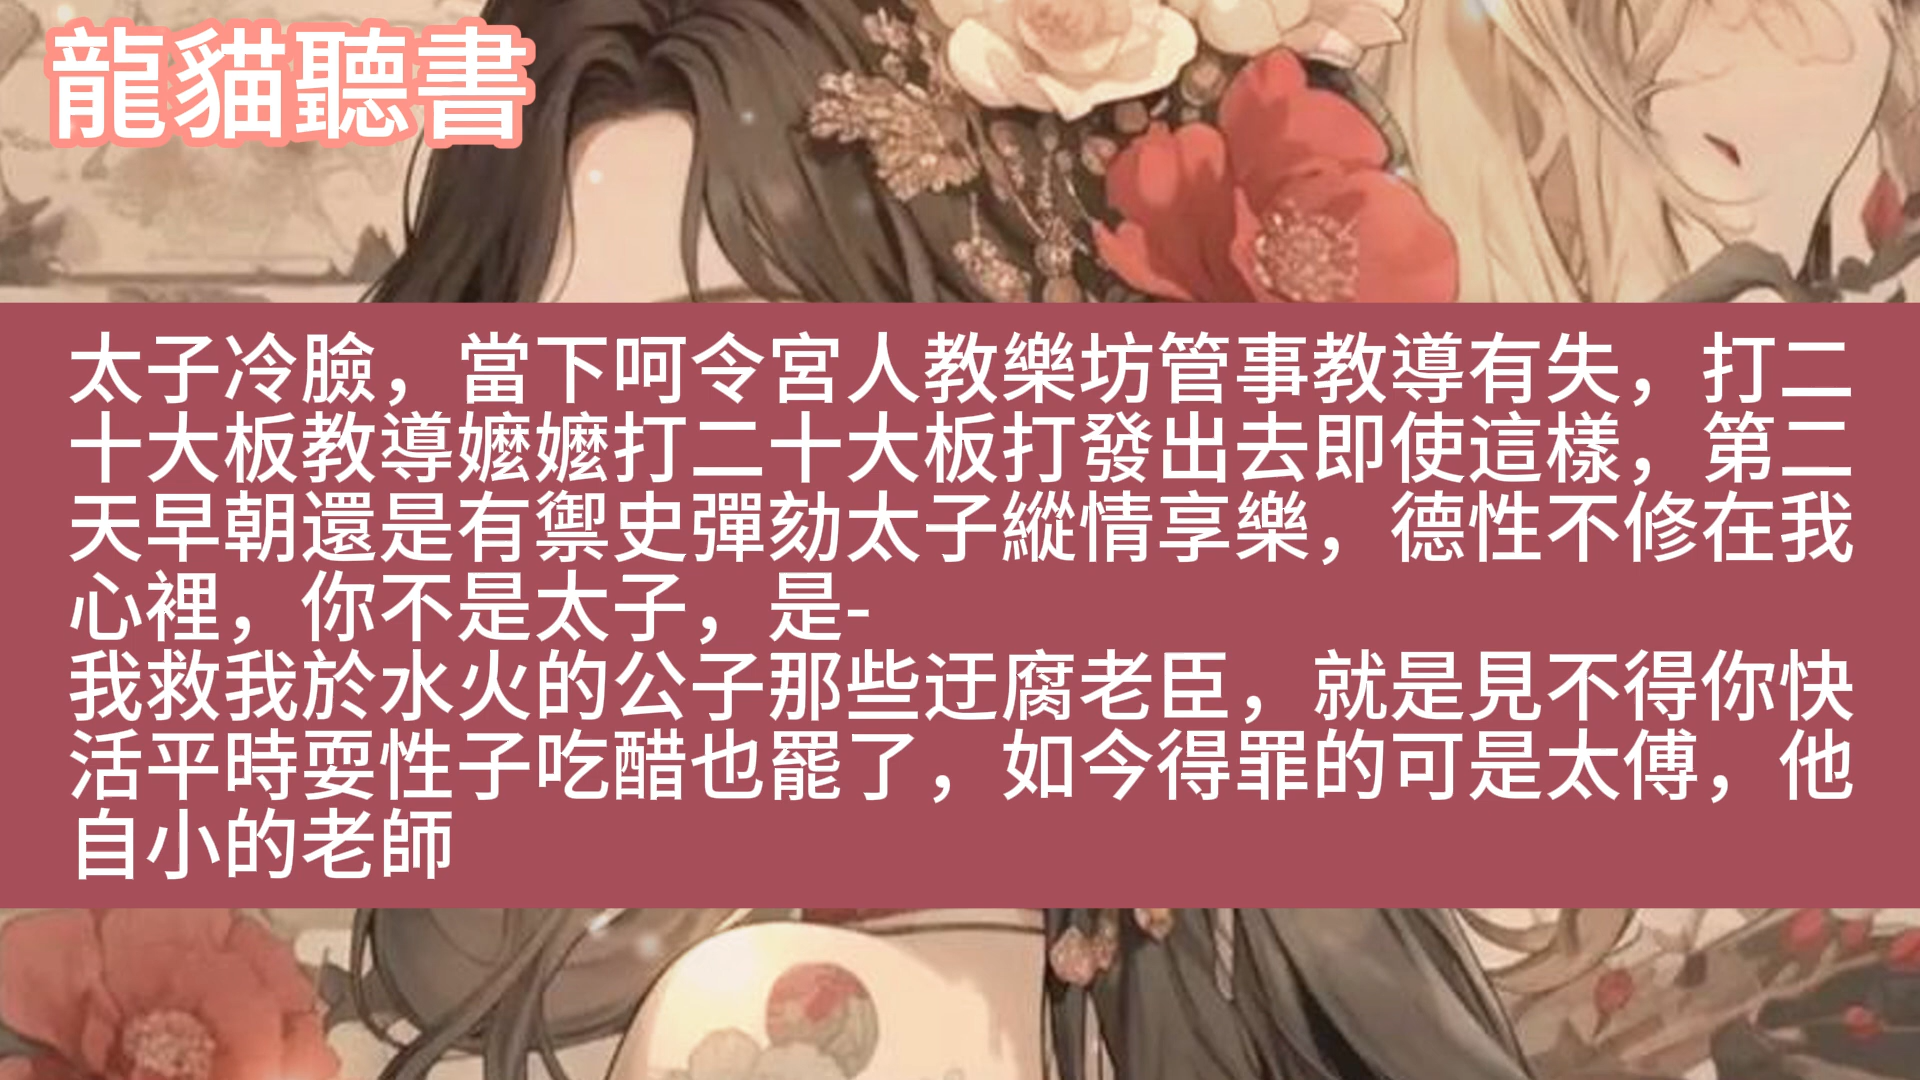 龍貓聽書
太子冷臉，當下呵令宮人教樂坊管事教導有失，打二
十大板教導嬤嬤打二十大板打發出去即使這樣，第二
天早朝還是有禦史彈劾太子縱情享樂，德性不修在我
心裡，你不是太子，是-
我救我於水火的公子那些迂腐老臣，就是見不得你快
活平時耍性子吃醋也罷了，如今得罪的可是太傅，他
自小的老師